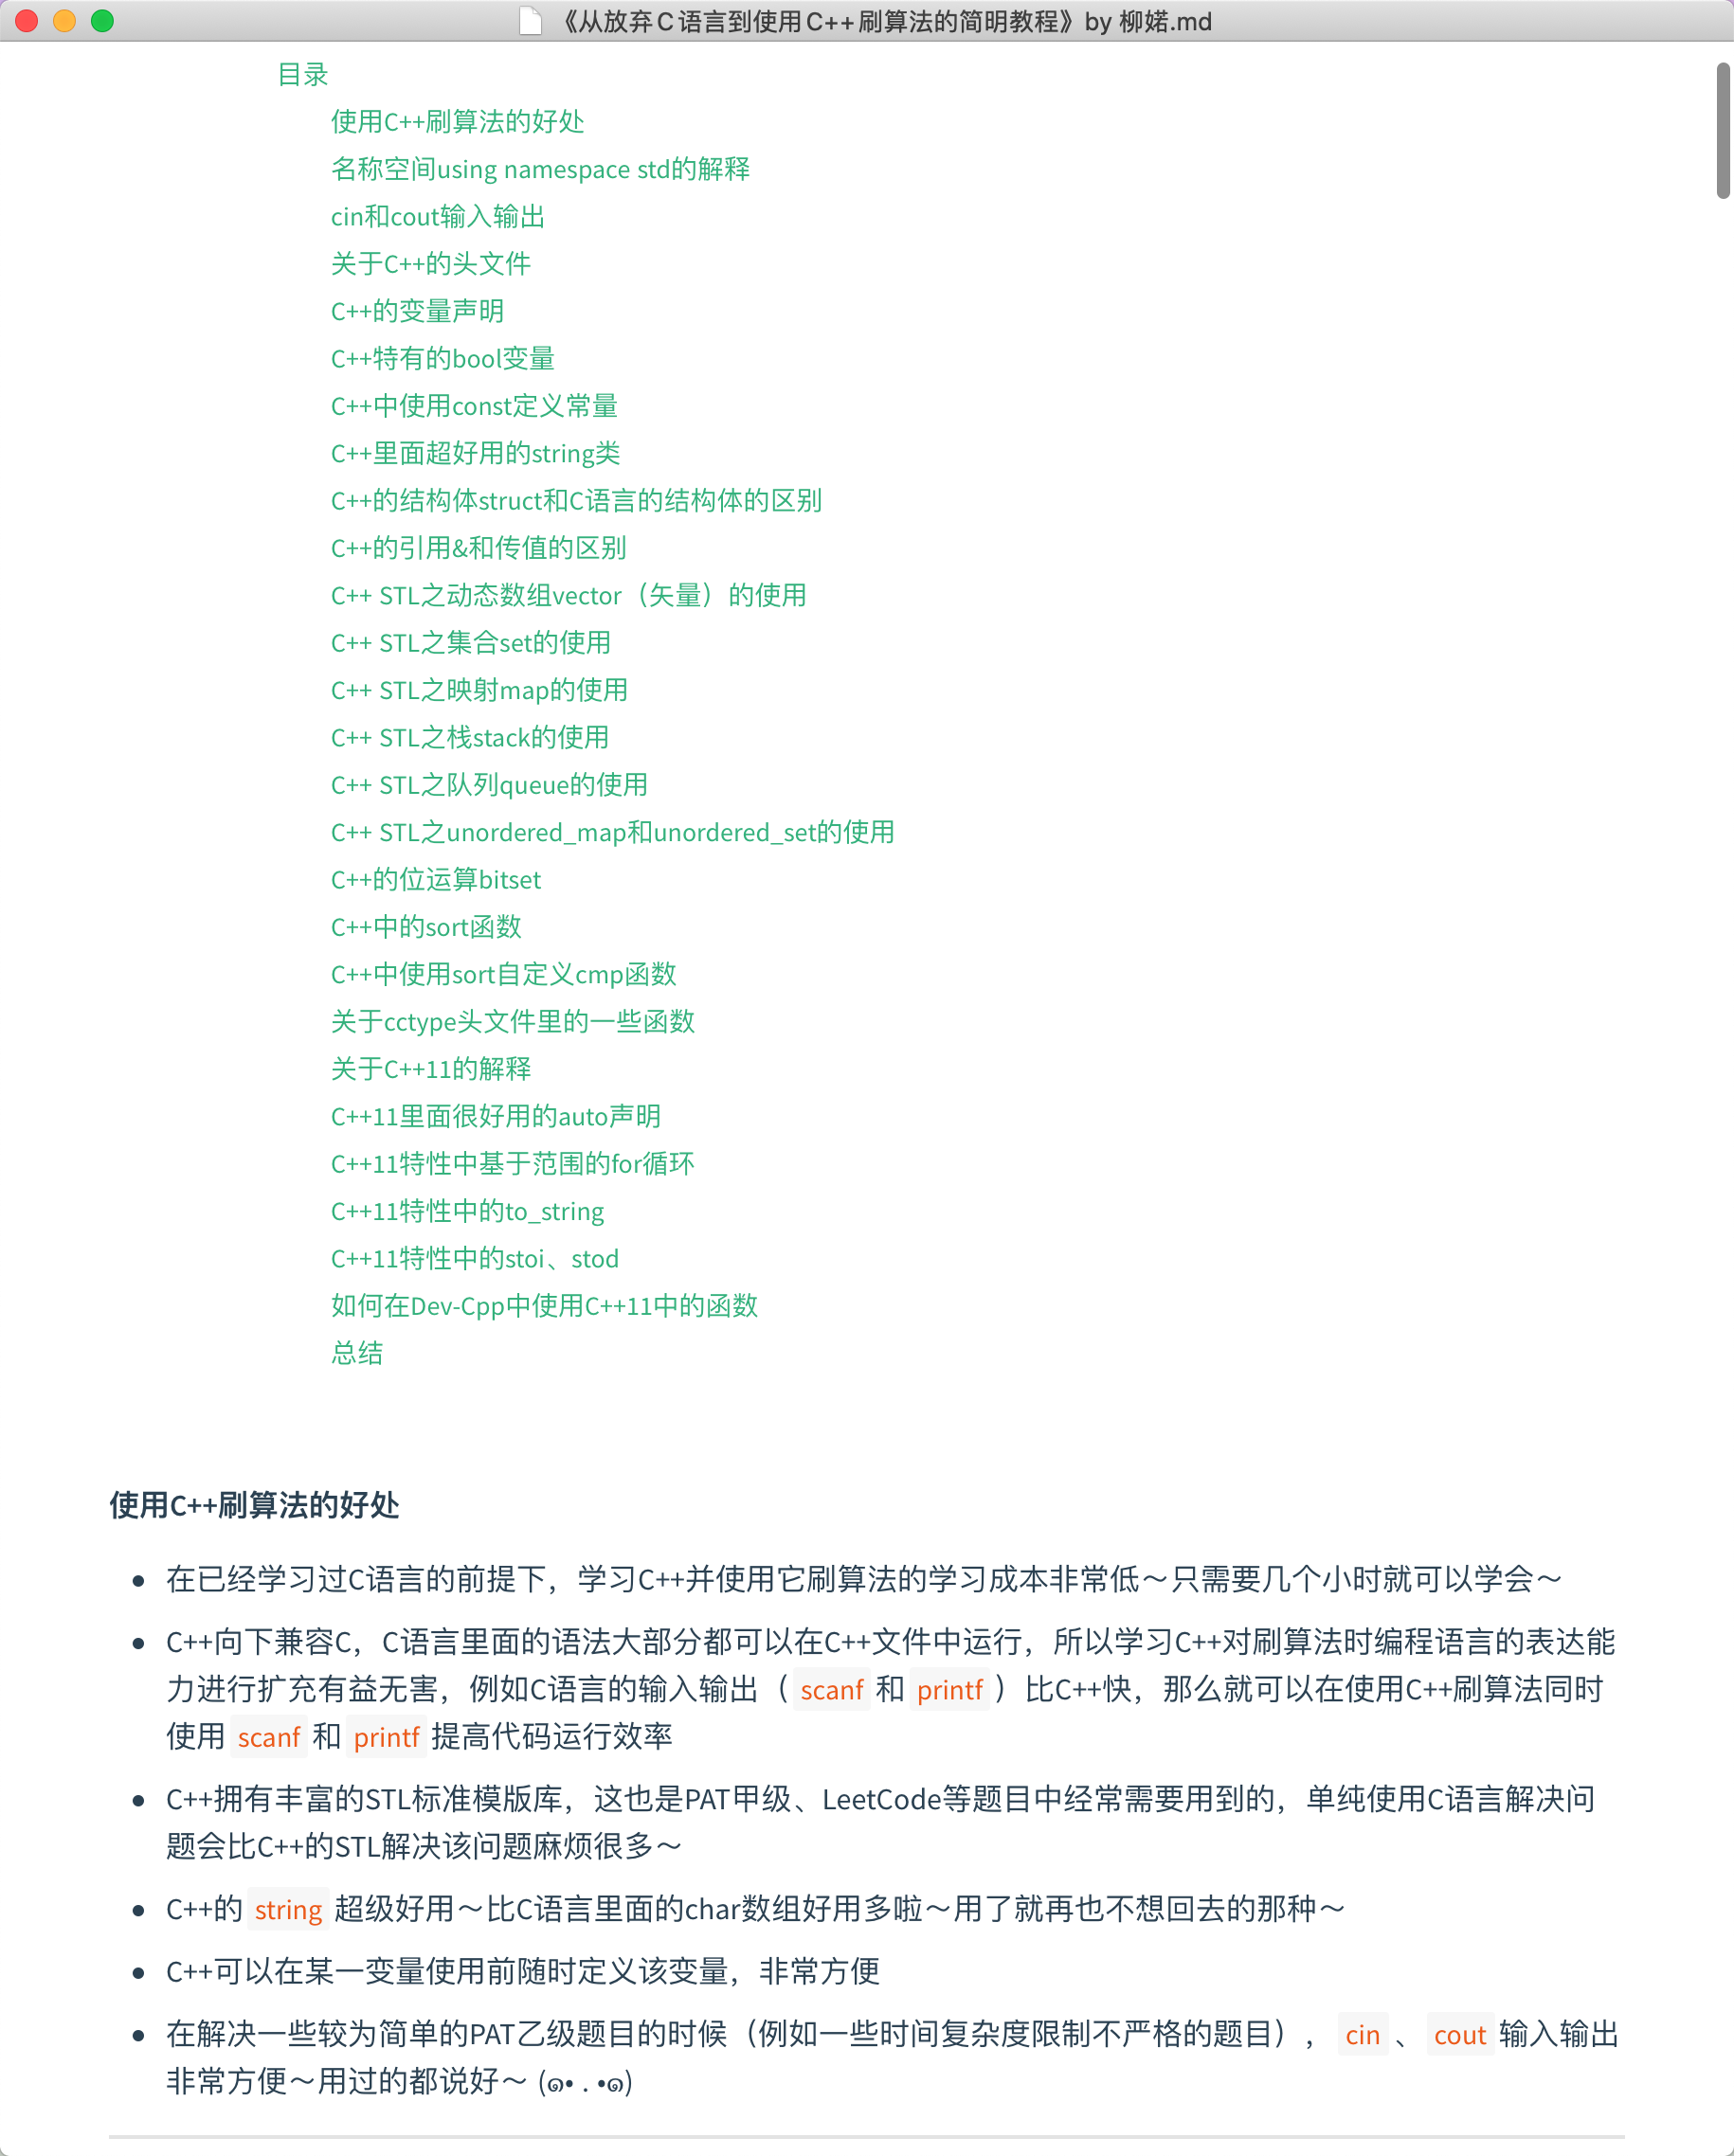 《从放弃C语言到使用C++刷算法的简明教程》by 柳婼.md
目录
使用C++刷算法的好处
名称空间using namespace std的解释
cin和cout输入输出
关于C++的头文件
C++的变量声明
C++特有的bool变量
C++中使用const定义常量
C++里面超好用的string类
C++的结构体struct和C语言的结构体的区别
C++的引用&和传值的区别
C++ STL之动态数组vector（矢量）的使用
C++ STL之集合set的使用
C++ STL之映射map的使用
C++ STL之栈stack的使用
C++ STL之队列queue的使用
C++ STL之unordered_map和unordered_set的使用
C++的位运算bitset
C++中的sort函数
C++中使用sort自定义cmp函数
关于cctype头文件里的一些函数
关于C++11的解释
C++11里面很好用的auto声明
C++11特性中基于范围的for循环
C++11特性中的to_string
C++11特性中的stoi、stod
如何在Dev-Cpp中使用C++11中的函数
总结
使用C++刷算法的好处
在已经学习过C语言的前提下，学习C++并使用它刷算法的学习成本非常低～只需要几个小时就可以学会～
C++向下兼容C，C语言里面的语法大部分都可以在C++文件中运行，所以学习C++对刷算法时编程语言的表达能
力进行扩充有益无害，例如C语言的输入输出（ scanf 和 printf ）比C++快，那么就可以在使用C++刷算法同时
使用 scanf 和 printf 提高代码运行效率
C++拥有丰富的STL标准模版库，这也是PAT甲级、LeetCode等题目中经常需要用到的，单纯使用C语言解决问
题会比C++的STL解决该问题麻烦很多～
C++的 string 超级好用～比C语言里面的char数组好用多啦～用了就再也不想回去的那种～
C++可以在某一变量使用前随时定义该变量，非常方便
在解决一些较为简单的PAT乙级题目的时候（例如一些时间复杂度限制不严格的题目）， cin 、 cout 输入输出
非常方便～用过的都说好～ (๑• . •๑)